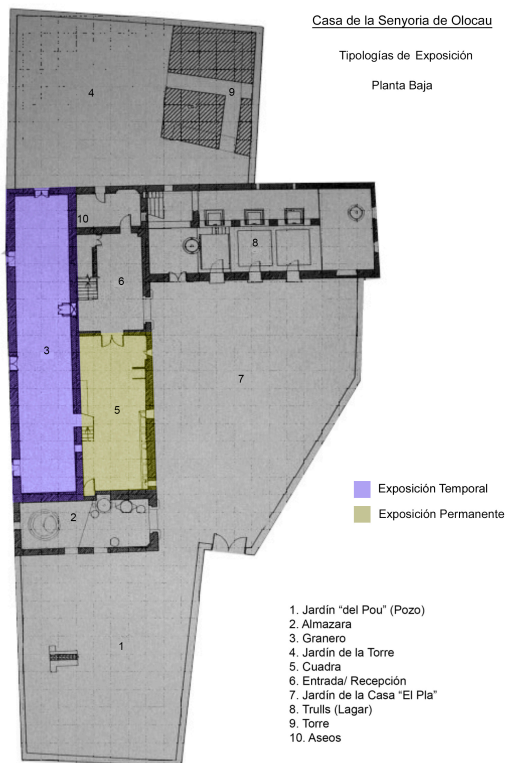 Casa de la Senyoria de Olocau
Tipologías de Exposición
Planta Baja
4
9
10
8
6
3
7
5
Exposición Temporal
Exposición Permanente
2
1
1. Jardín “del Pou” (Pozo)
2. Almazara
3. Granero
4. Jardín de la Torre
5. Cuadra
6. Entrada/ Recepción
7. Jardín de la Casa “El Pla”
8. Trulls (Lagar)
9. Torre
10. Aseos